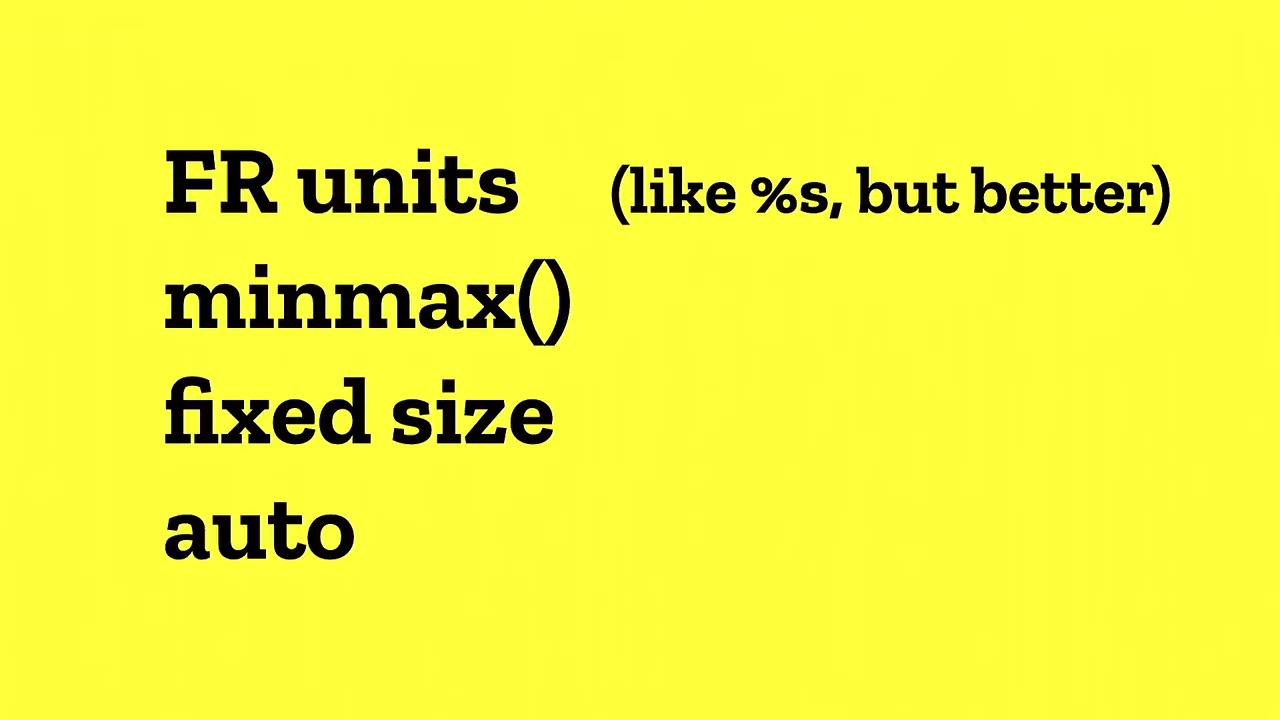 FR units (like %s, but better)
minmax()
fixed size
auto